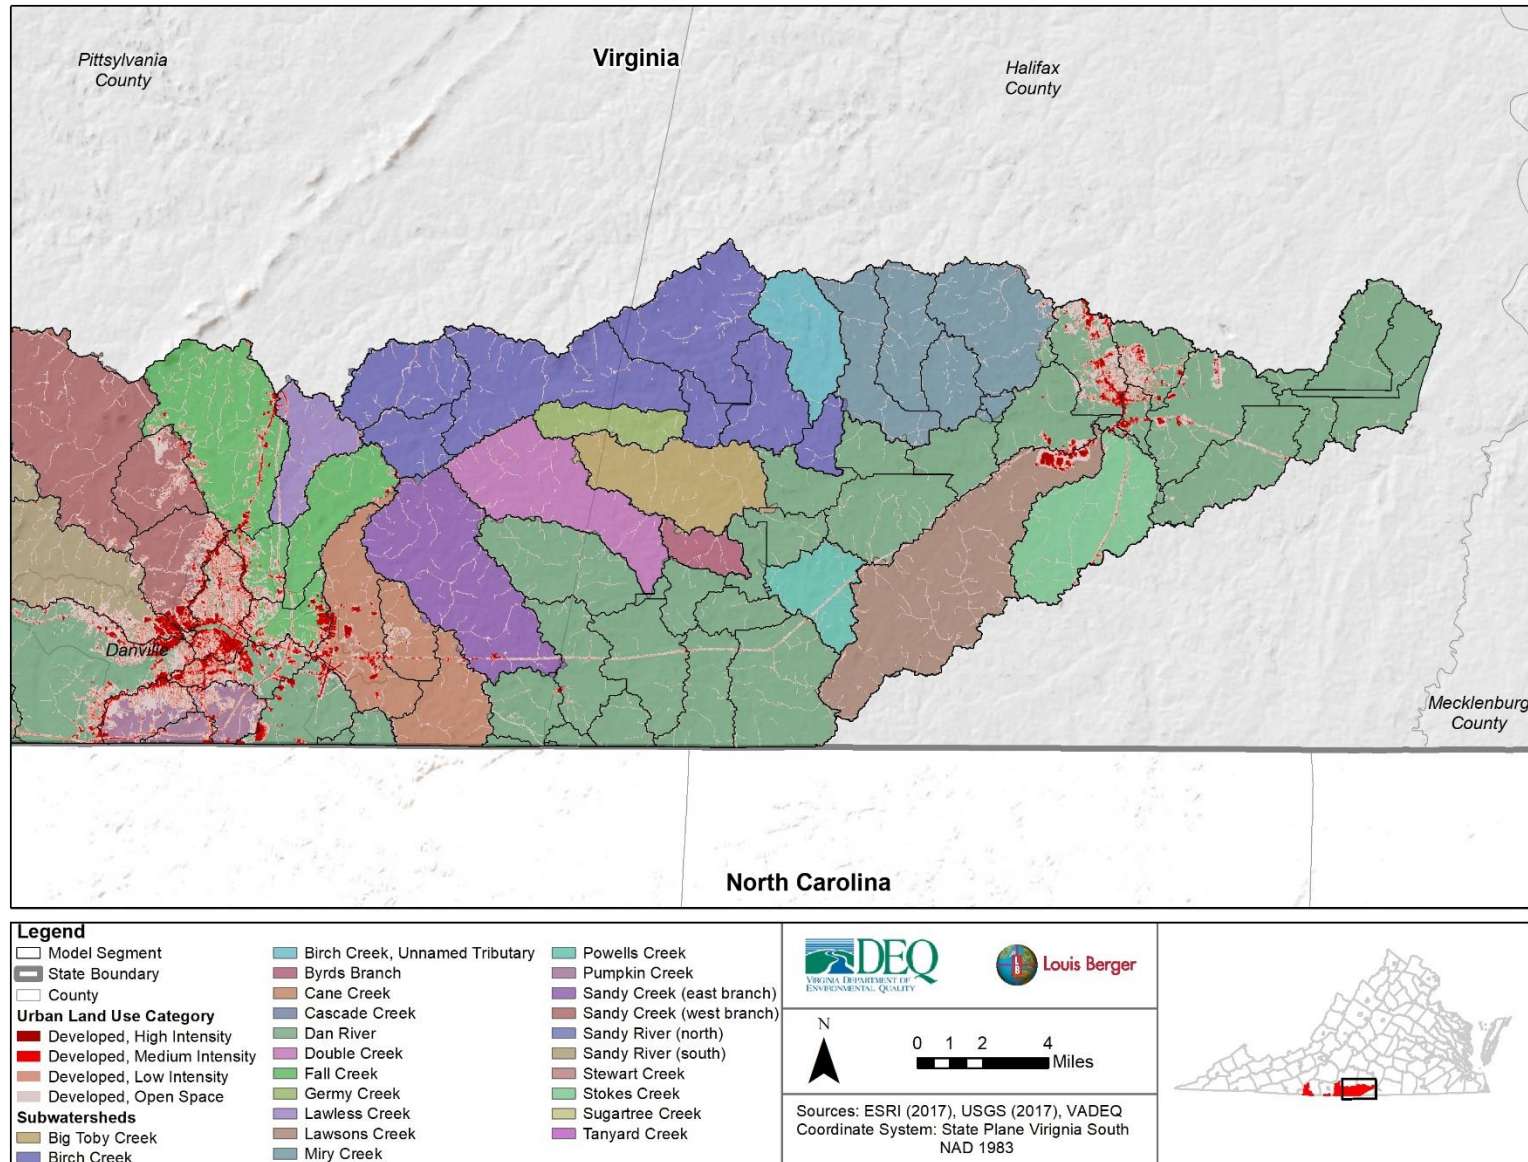 Virginia
Pittsylvania
County
Halifax
County
Danville
Mecklenburg
County
North Carolina
Legend
Model Segment
State Boundary
County
Urban Land Use Category
Developed, High Intensity
Developed, Medium Intensity
Developed, Low Intensity
Developed, Open Space
Subwatersheds
Big Toby Creek
Birch Creek
Birch Creek, Unnamed Tributary
Byrds Branch
Cane Creek
Cascade Creek
Dan River
Double Creek
Fall Creek
Germy Creek
Lawless Creek
Lawsons Creek
Miry Creek
Powells Creek
Pumpkin Creek
Sandy Creek (east branch)
Sandy Creek (west branch)
Sandy River (north)
Sandy River (south)
Stewart Creek
Stokes Creek
Sugartree Creek
Tanyard Creek
DEQ
VIRGINIA DEPARTMENT OF
ENVIRONMENTAL QUALITY
L
B
Louis Berger
N
0 1 2 4
Miles
Sources: ESRI (2017), USGS (2017), VADEQ
Coordinate System: State Plane Virignia South
NAD 1983